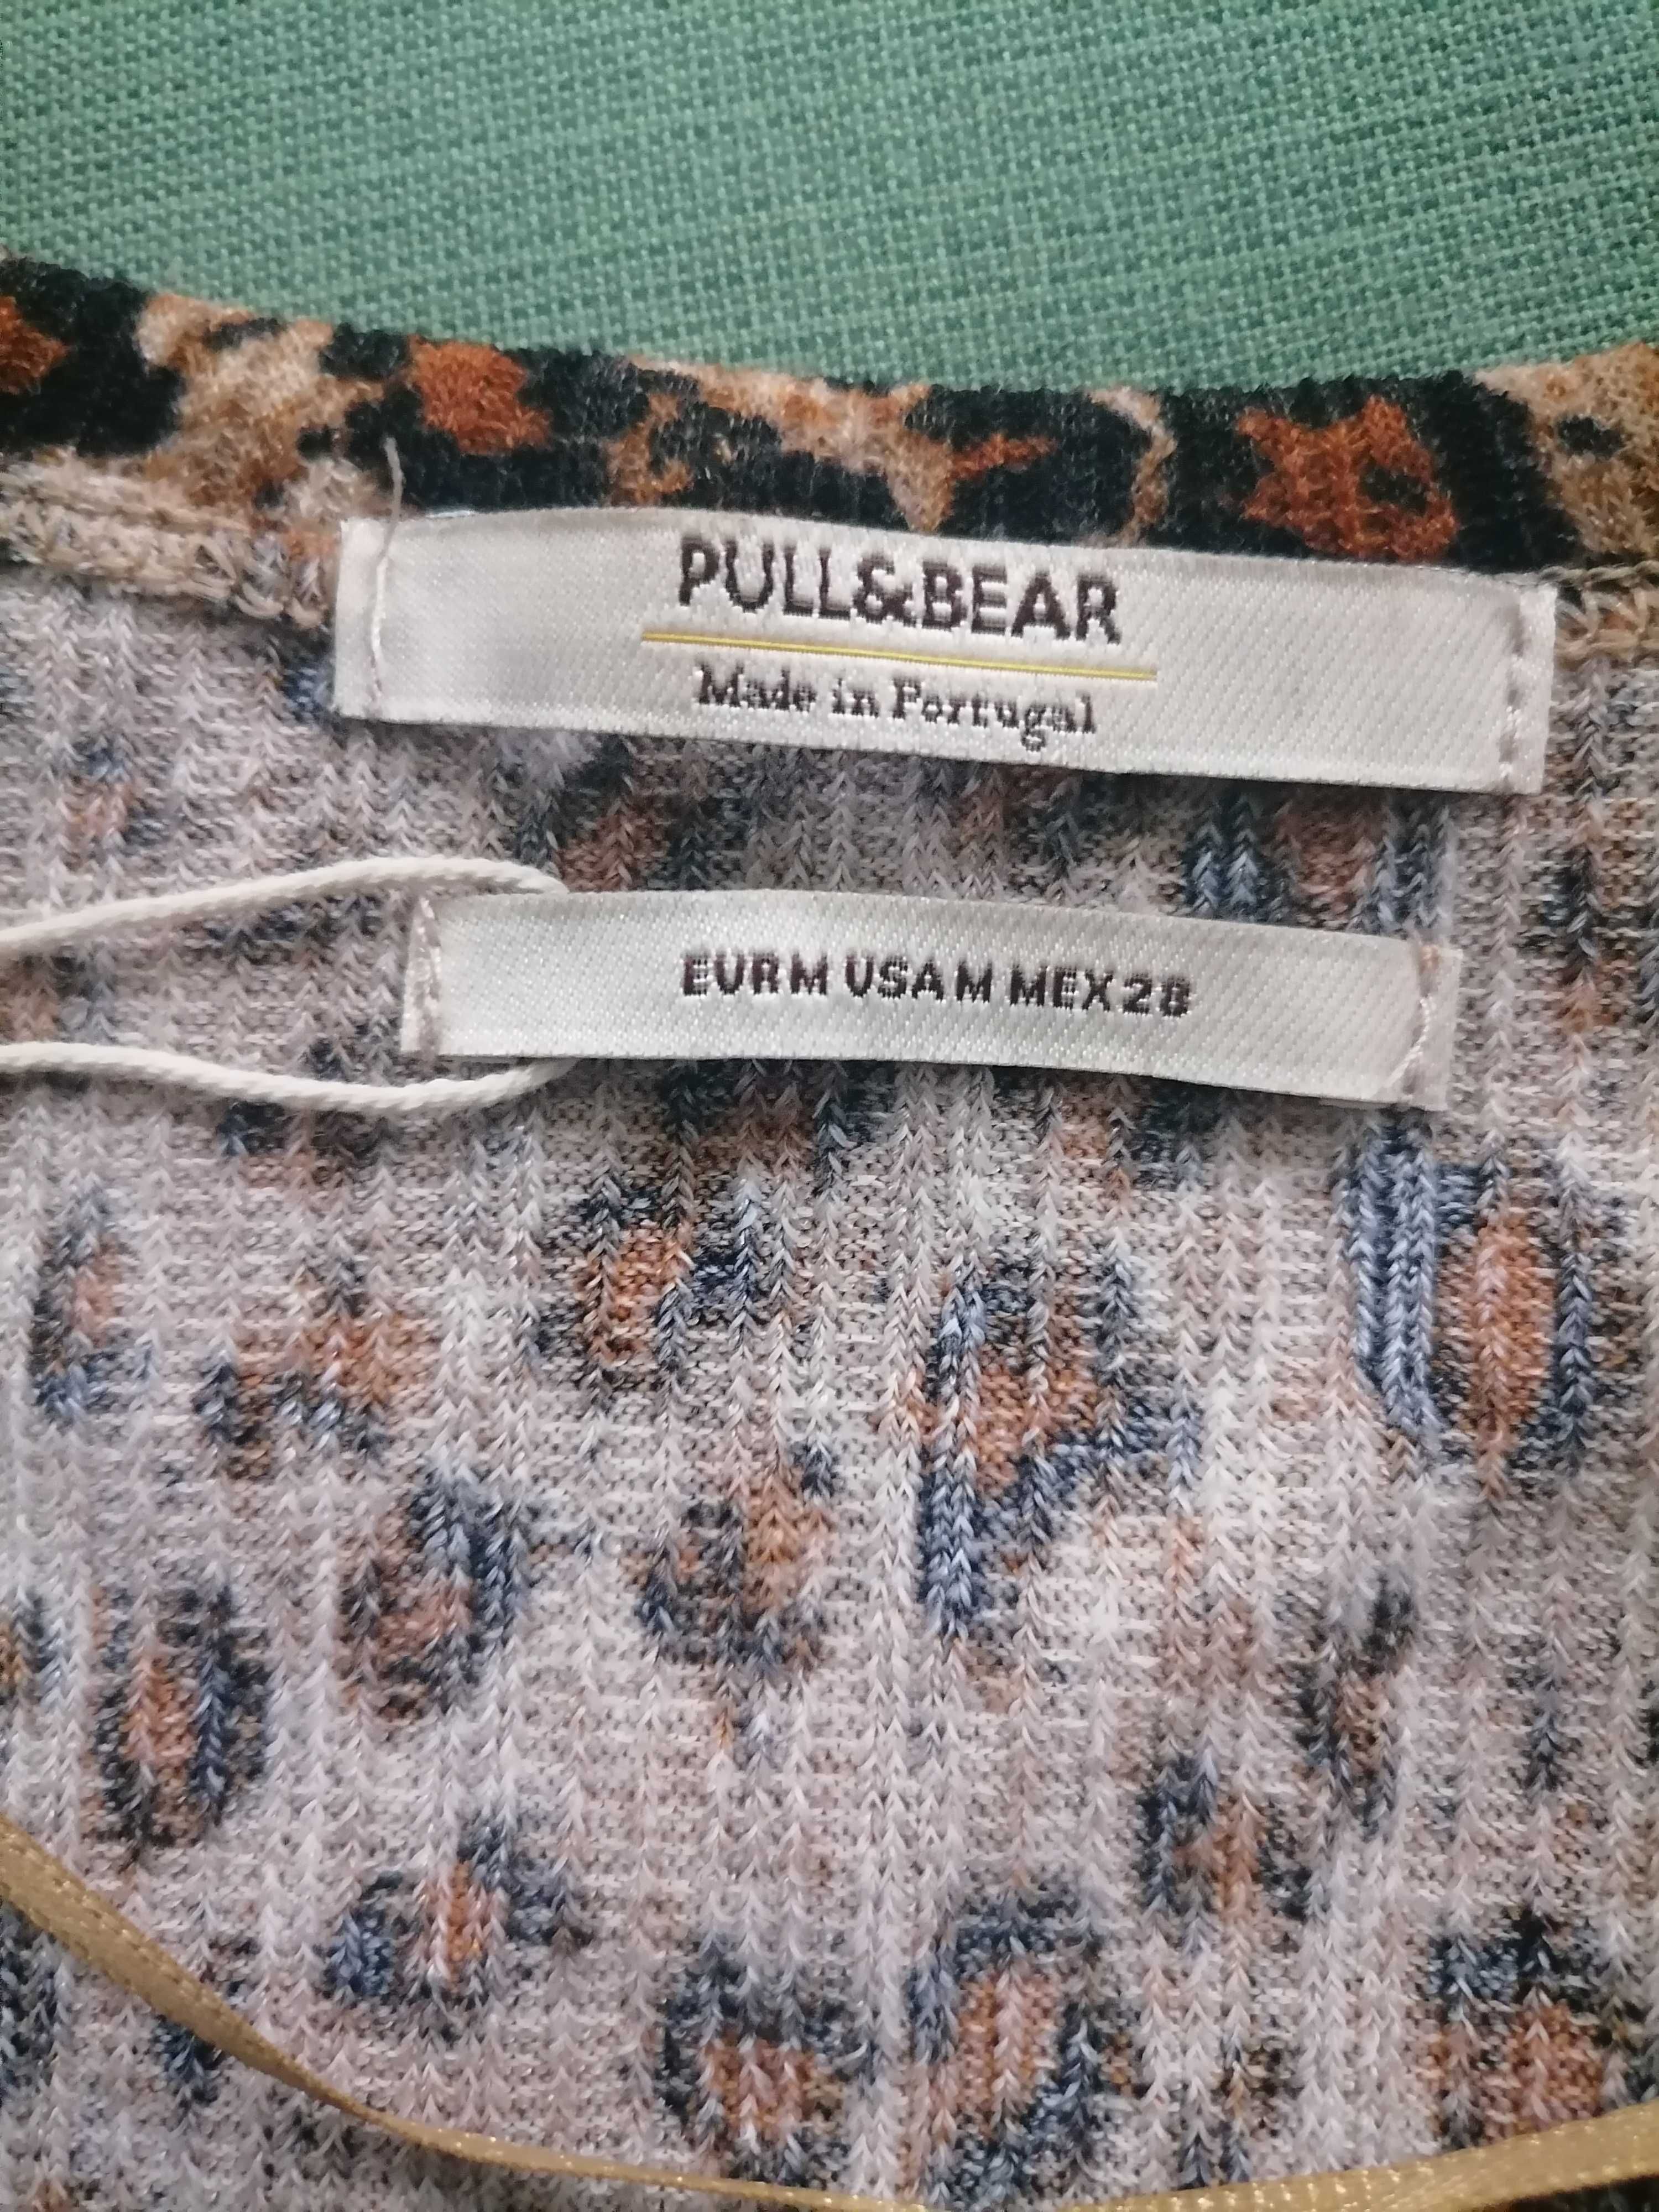 PULL&BEAR
Made in Portugal
EUR M USA M MEX 28